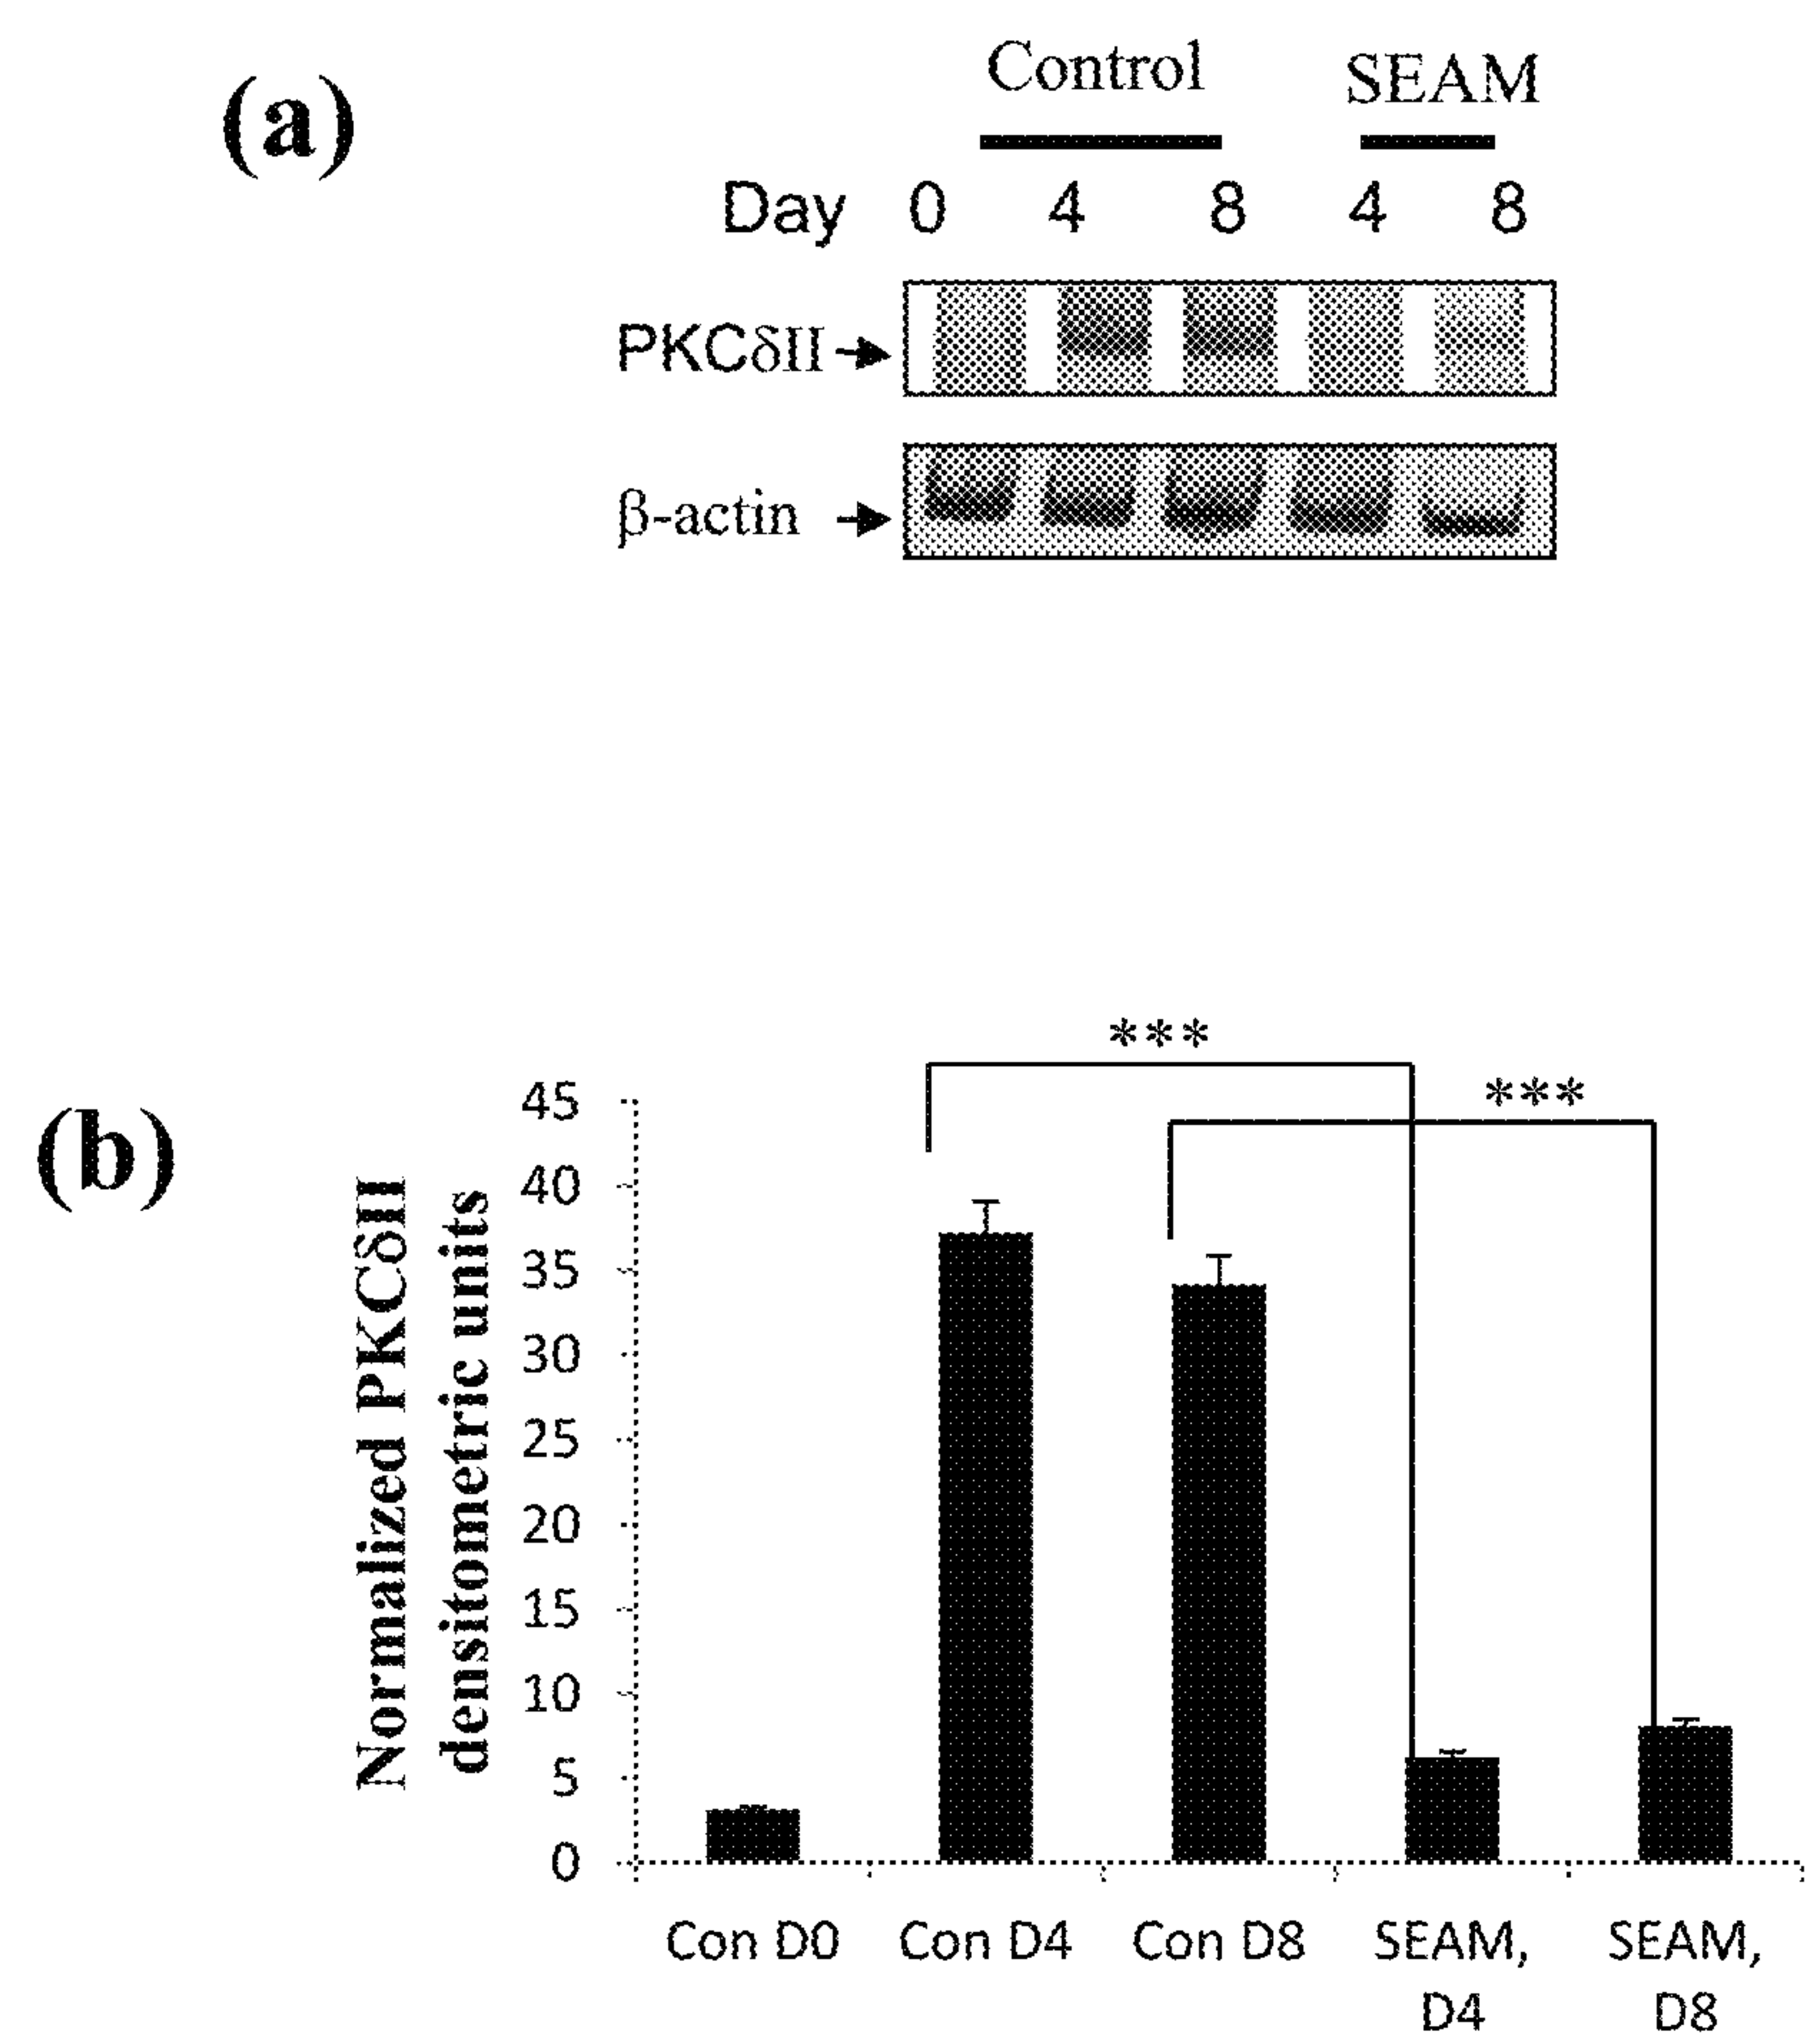 (a)
Control SEAM
Day 0 4 8 4 8
PKCδII
β-actin
(b)
***
***
Normalized PKCδII
densitometric units
45
40
35
30
25
20
15
10
5
0
Con D0 Con D4 Con D8 SEAM, SEAM,
D4 D8